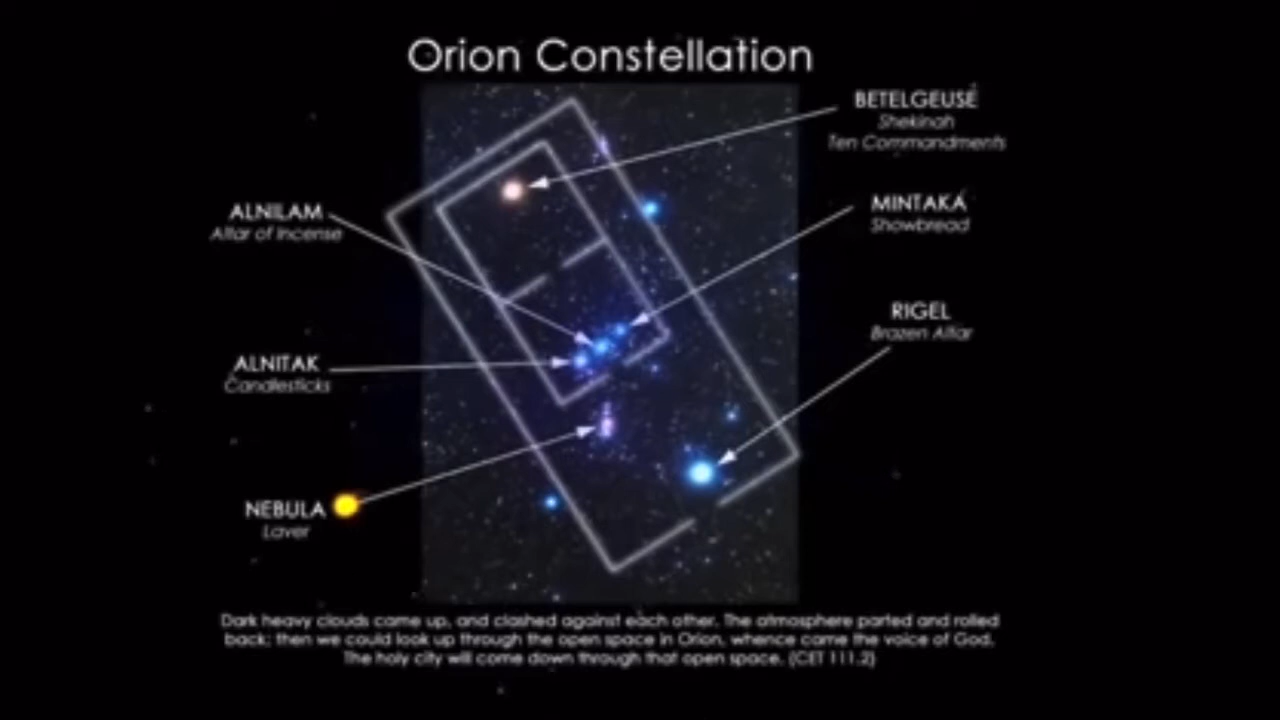 Orion Constellation
BETELGEUSE
Shekinah
Ten Commandments
ALNILAM
Altar of Incense
MINTAKA
Showbread
RIGEL
Brazen Altar
ALNITAK
Candlesticks
NEBULA
Laver
Dark heavy clouds came up, and clashed against each other. The atmosphere parted and rolled
back; then we could look up through the open space in Orion, whence came the voice of God.
The holy city will come down through that open space. (CET 111.2)